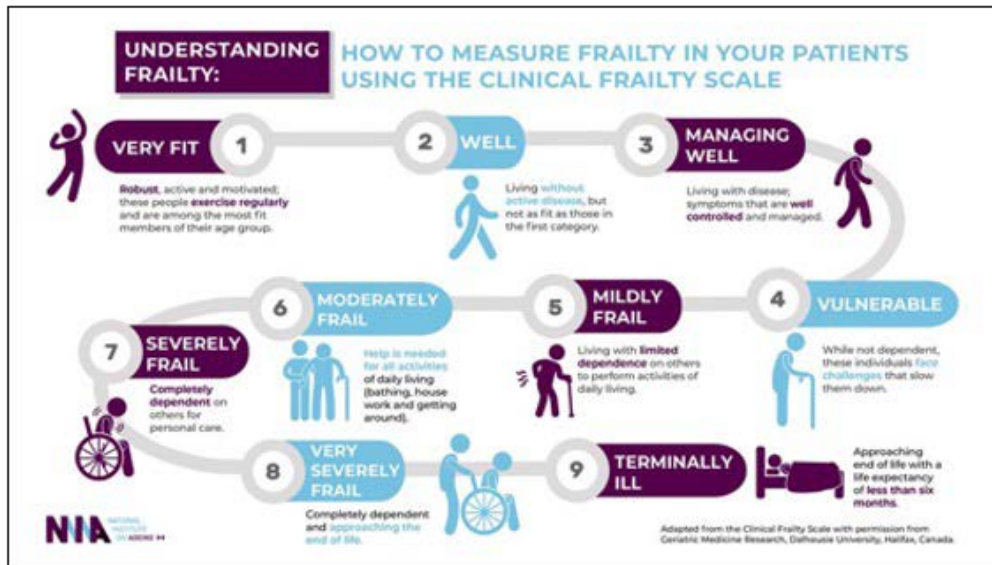 UNDERSTANDING
FRAILTY:
HOW TO MEASURE FRAILTY IN YOUR PATIENTS
USING THE CLINICAL FRAILTY SCALE
VERY FIT
1
Robust, active and motivated;
these people exercise regularly
and are among the most fit
members of their age group.
2
WELL
Living without
active disease, but
not as fit as those in
the first category.
3
MANAGING
WELL
Living with disease;
symptoms that are well
controlled and managed.
4
VULNERABLE
While not dependent,
these individuals face
challenges that slow
them down.
5
MILDLY
FRAIL
Living with limited
dependence on others
to perform activities of
daily living.
6
MODERATELY
FRAIL
Help is needed
for all activities
of daily living
(bathing, house
work and getting
around).
7
SEVERELY
FRAIL
Completely
dependent on
others for
personal care.
8
VERY
SEVERELY
FRAIL
Completely dependent
and approaching the
end of life.
9
TERMINALLY
ILL
Approaching
end of life with a
life expectancy
of less than six
months.
NATIONAL
INSTITUTE
ON AGEING
Adapted from the Clinical Frailty Scale with permission from
Geriatric Medicine Research, Dalhousie University, Halifax, Canada.